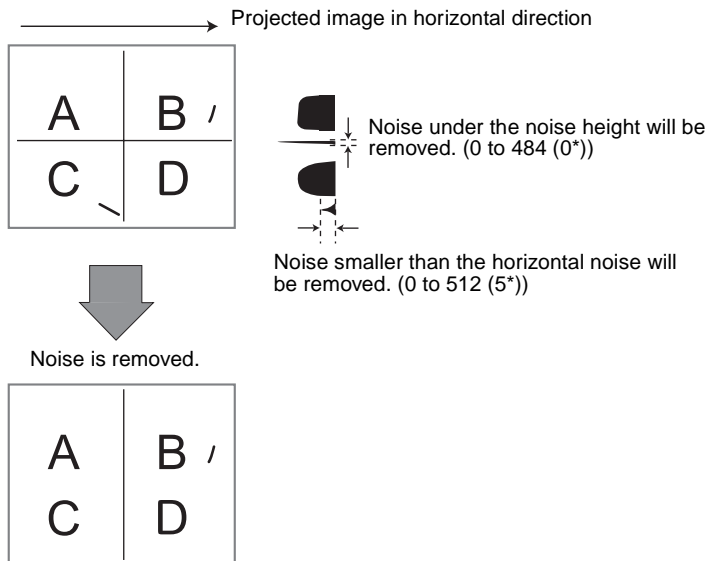 Projected image in horizontal direction
A B
C D
Noise under the noise height will be
removed. (0 to 484 (0*))
Noise smaller than the horizontal noise will
be removed. (0 to 512 (5*))
Noise is removed.
A B
C D